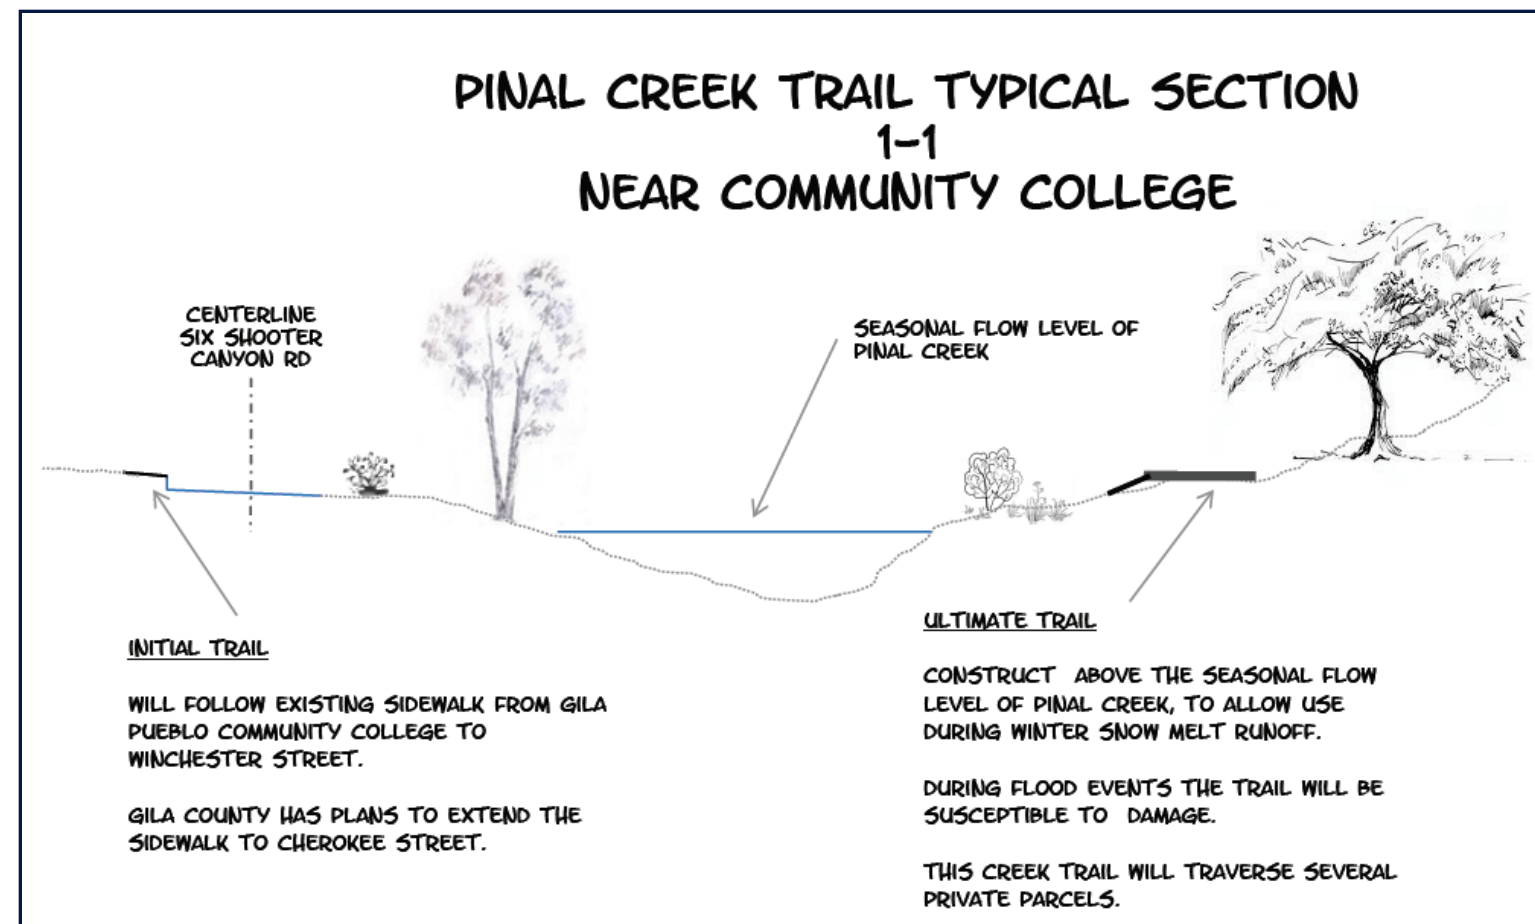 PINAL CREEK TRAIL TYPICAL SECTION
1-1
NEAR COMMUNITY COLLEGE
CENTERLINE
SIX SHOOTER
CANYON RD
SEASONAL FLOW LEVEL OF
PINAL CREEK
INITIAL TRAIL
WILL FOLLOW EXISTING SIDEWALK FROM GILA
PUEBLO COMMUNITY COLLEGE TO
WINCHESTER STREET.
GILA COUNTY HAS PLANS TO EXTEND THE
SIDEWALK TO CHEROKEE STREET.
ULTIMATE TRAIL
CONSTRUCT ABOVE THE SEASONAL FLOW
LEVEL OF PINAL CREEK, TO ALLOW USE
DURING WINTER SNOW MELT RUNOFF.
DURING FLOOD EVENTS THE TRAIL WILL BE
SUSCEPTIBLE TO DAMAGE.
THIS CREEK TRAIL WILL TRAVERSE SEVERAL
PRIVATE PARCELS.